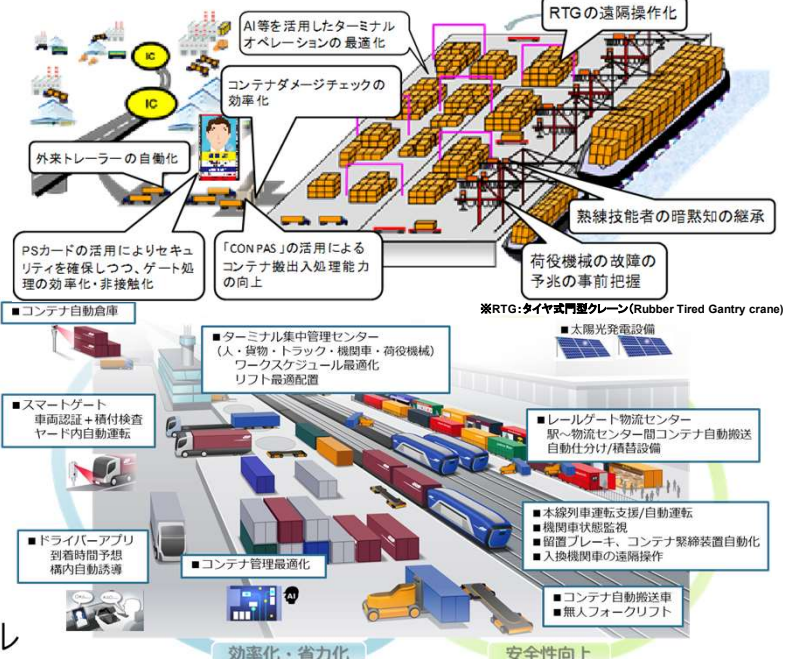 RTGの遠隔操作化
AI等を活用したターミナル
オペレーションの最適化
IC
IC
コンテナダメージチェックの
効率化
外来トレーラーの自働化
熟練技能者の暗黙知の継承
PSカードの活用によりセキュ
リティを確保しつつ、ゲート処
理の効率化・非接触化
「CONPAS」の活用による
コンテナ搬出入処理能力
の向上
荷役機械の故障の
予兆の事前把握
※RTG:タイヤ式門型クレーン(Rubber Tired Gantry crane)
■コンテナ自動倉庫
■ターミナル集中管理センター
（人・貨物・トラック・機関車・荷役機械）
ワークスケジュール最適化
リフト最適配置
■太陽光発電設備
■スマートゲート
車両認証＋積付検査
ヤード内自動運転
■レールゲート物流センター
駅～物流センター間コンテナ自動搬送
自動仕分け/積替設備
■本線列車運転支援/自動運転
■機関車状態監視
■留置ブレーキ、コンテナ緊締装置自動化
■入換機関車の遠隔操作
■ドライバーアプリ
到着時間予想
構内自動誘導
■コンテナ管理最適化
AI
■コンテナ自動搬送車
■無人フォークリフト
レ
効率化・省力化
安全性向上